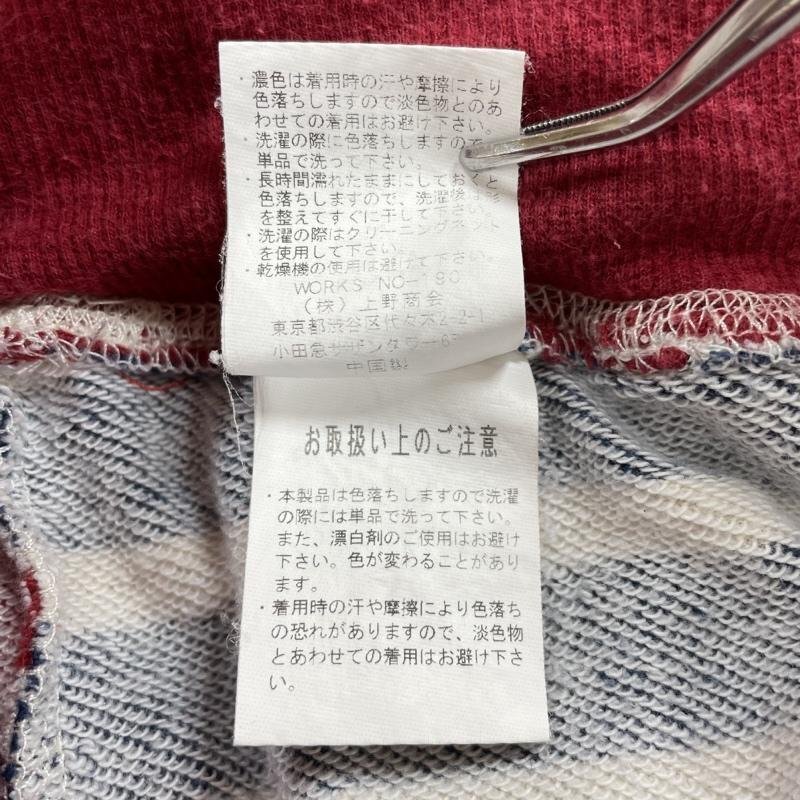 ・濃色は着用時の汗や摩擦により
色落ちしますので淡色物とのあ
わせての着用はお避け下さい。
・洗濯の際に色落ちしますので
単品で洗って下さい。
・長時間濡れたままにしておくと
色落ちしますので、洗濯後は形
を整えてすぐに干して下さい。
・洗濯の際はクリーニングネット
を使用して下さい。
・乾燥機の使用は避けて下さい。
WORKS NO-190
(株)上野商会
東京都渋谷区代々木2-2-1
小田急サザンタワー
中国製
お取扱い上のご注意
・本製品は色落ちしますので洗濯
の際には単品で洗って下さい。
また、漂白剤のご使用はお避け
下さい。色が変わることがあり
ます。
・着用時の汗や摩擦により色落ち
の恐れがありますので、淡色物
とあわせての着用はお避け下さ
い。